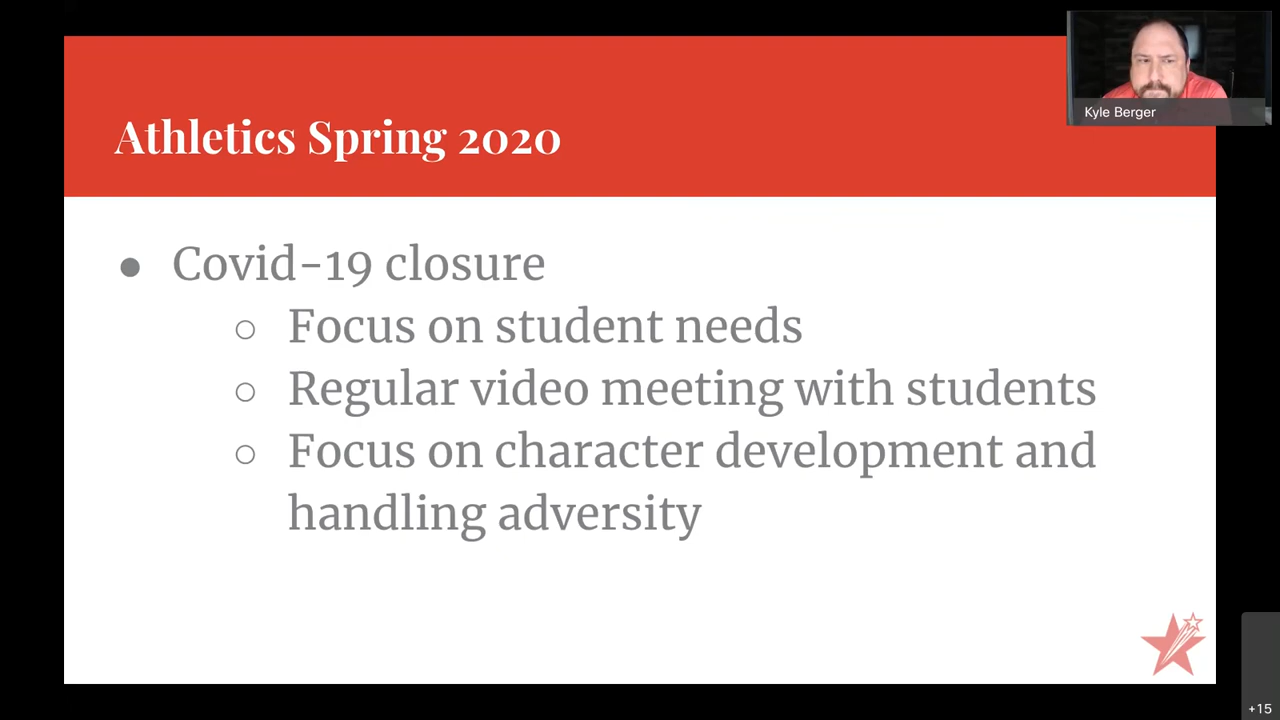 Kyle Berger
Athletics Spring 2020
● Covid-19 closure
○ Focus on student needs
○ Regular video meeting with students
○ Focus on character development and
handling adversity
+15